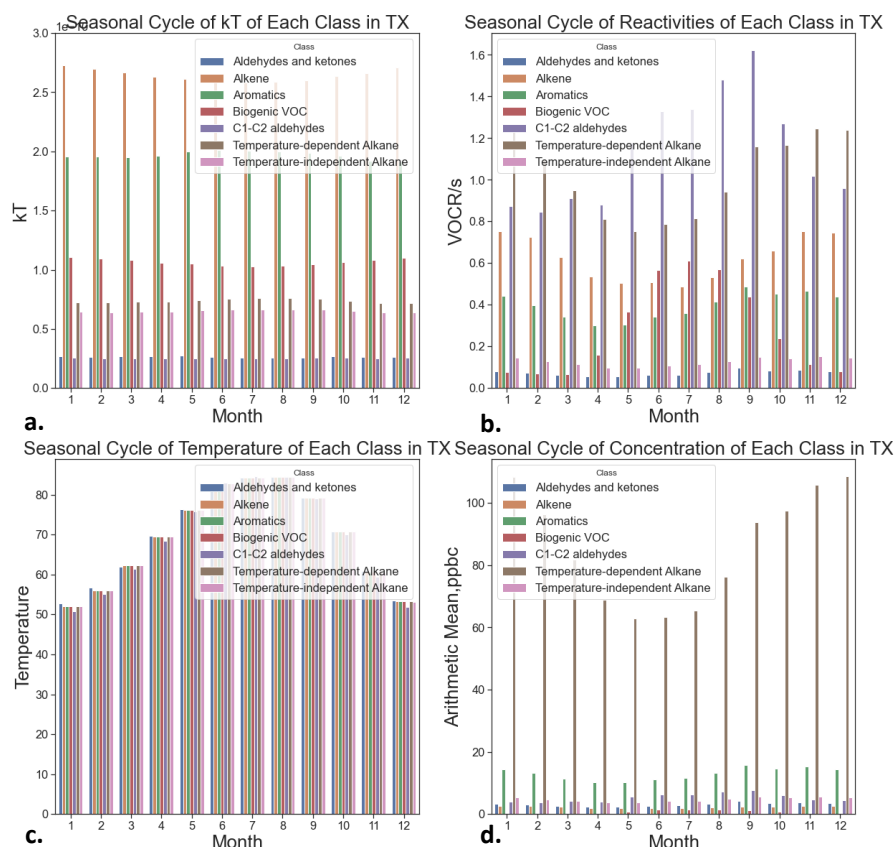 Seasonal Cycle of kT of Each Class in TX
3.0
2.5
2.0
1.5
1.0
0.5
0.0
kT
Class
Aldehydes and ketones
Alkene
Aromatics
Biogenic VOC
C1-C2 aldehydes
Temperature-dependent Alkane
Temperature-independent Alkane
1 2 3 4 5 6 7 8 9 10 11 12
Month
a.
Seasonal Cycle of Reactivities of Each Class in TX
1.6
1.4
1.2
1.0
0.8
0.6
0.4
0.2
0.0
VOCR/s
Class
Aldehydes and ketones
Alkene
Aromatics
Biogenic VOC
C1-C2 aldehydes
Temperature-dependent Alkane
Temperature-independent Alkane
1 2 3 4 5 6 7 8 9 10 11 12
Month
b.
Seasonal Cycle of Temperature of Each Class in TX
80
70
60
50
40
30
20
10
0
Temperature
Class
Aldehydes and ketones
Alkene
Aromatics
Biogenic VOC
C1-C2 aldehydes
Temperature-dependent Alkane
Temperature-independent Alkane
1 2 3 4 5 6 7 8 9 10 11 12
Month
c.
Seasonal Cycle of Concentration of Each Class in TX
100
80
60
40
20
0
Arithmetic Mean,ppbc
Class
Aldehydes and ketones
Alkene
Aromatics
Biogenic VOC
C1-C2 aldehydes
Temperature-dependent Alkane
Temperature-independent Alkane
1 2 3 4 5 6 7 8 9 10 11 12
Month
d.